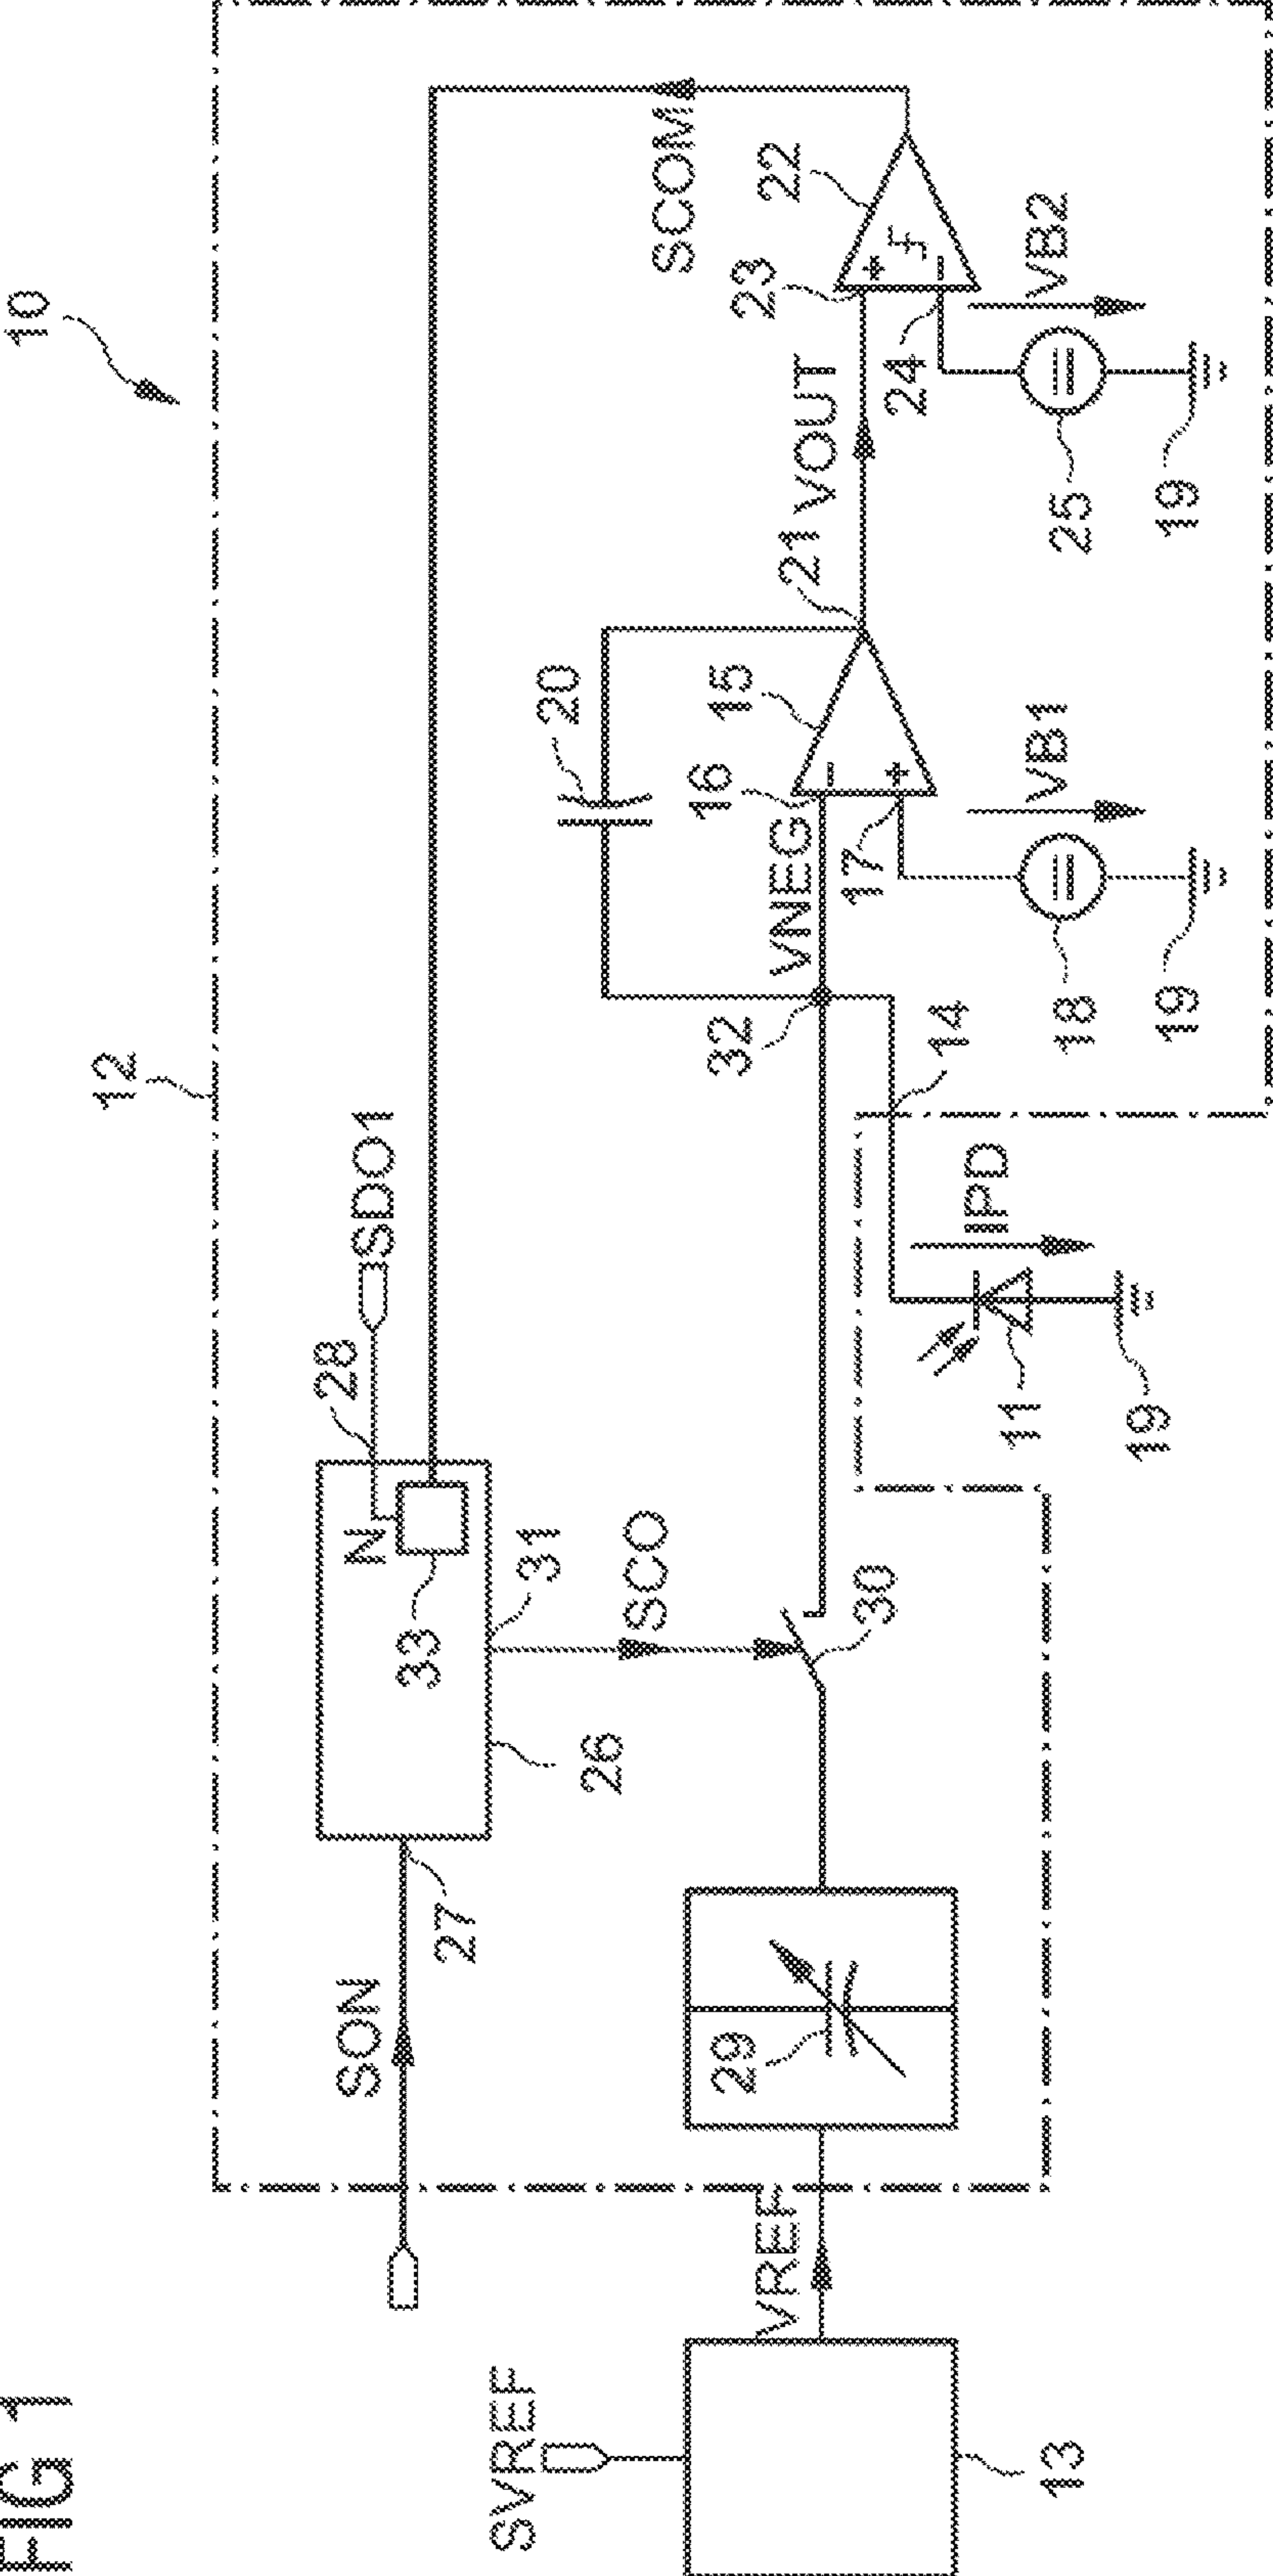 FIG 1
10
12
SVREF
13
VREF
SON
27
29
26
33
N
28
SDO1
31
SCO
30
11
19
IPD
14
32
VNEG
16
17
18
19
VB1
20
15
21
VOUT
23
24
25
19
VB2
22
SCOM